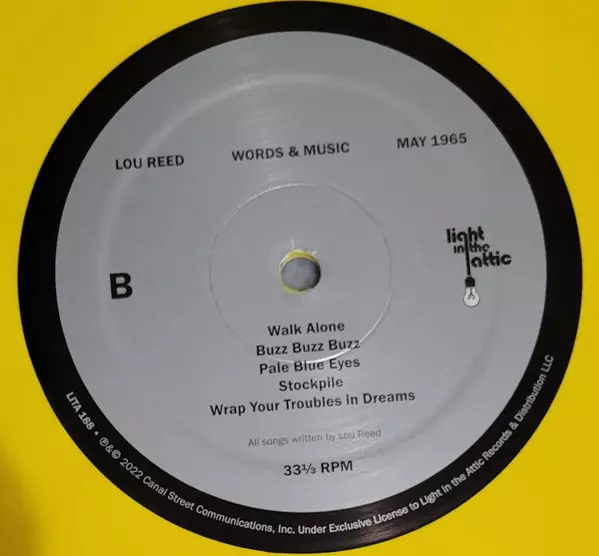 LOU REED WORDS & MUSIC MAY 1965
light
in the
attic
B
Walk Alone
Buzz Buzz Buzz
Pale Blue Eyes
Stockpile
Wrap Your Troubles in Dreams
All songs written by Lou Reed
33⅓ RPM
LITA 188 • ℗&© 2022 Canal Street Communications, Inc. Under Exclusive License to Light in the Attic Records & Distribution LLC